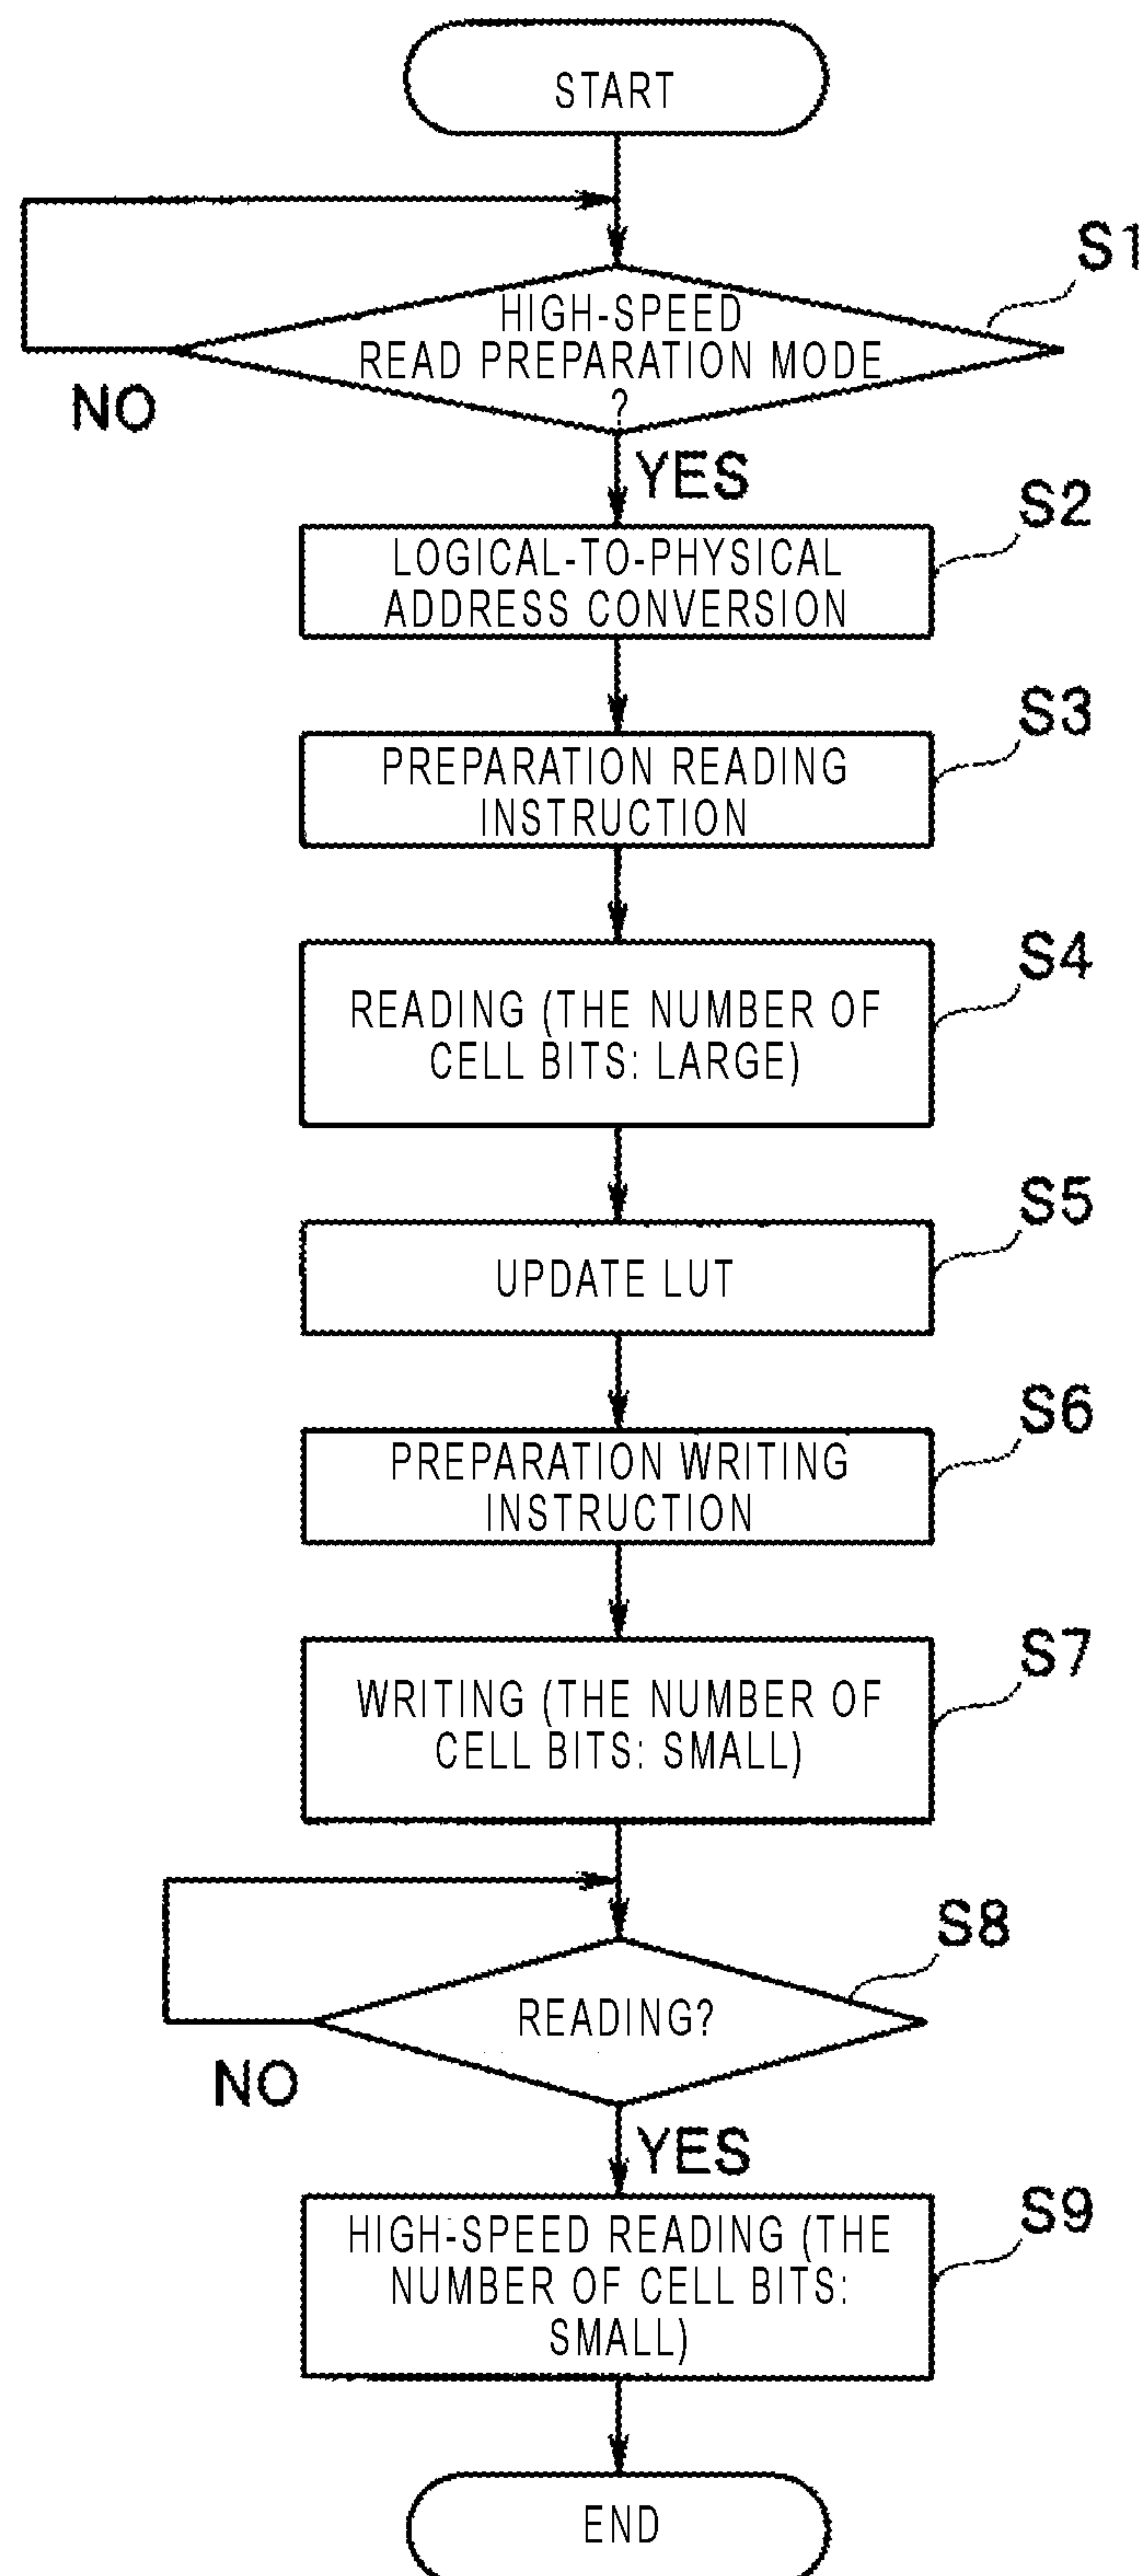 START
S1
HIGH-SPEED
READ PREPARATION MODE
?
NO
YES
S2
LOGICAL-TO-PHYSICAL
ADDRESS CONVERSION
S3
PREPARATION READING
INSTRUCTION
S4
READING (THE NUMBER OF
CELL BITS: LARGE)
S5
UPDATE LUT
S6
PREPARATION WRITING
INSTRUCTION
S7
WRITING (THE NUMBER OF
CELL BITS: SMALL)
S8
READING?
NO
YES
S9
HIGH-SPEED READING (THE
NUMBER OF CELL BITS:
SMALL)
END